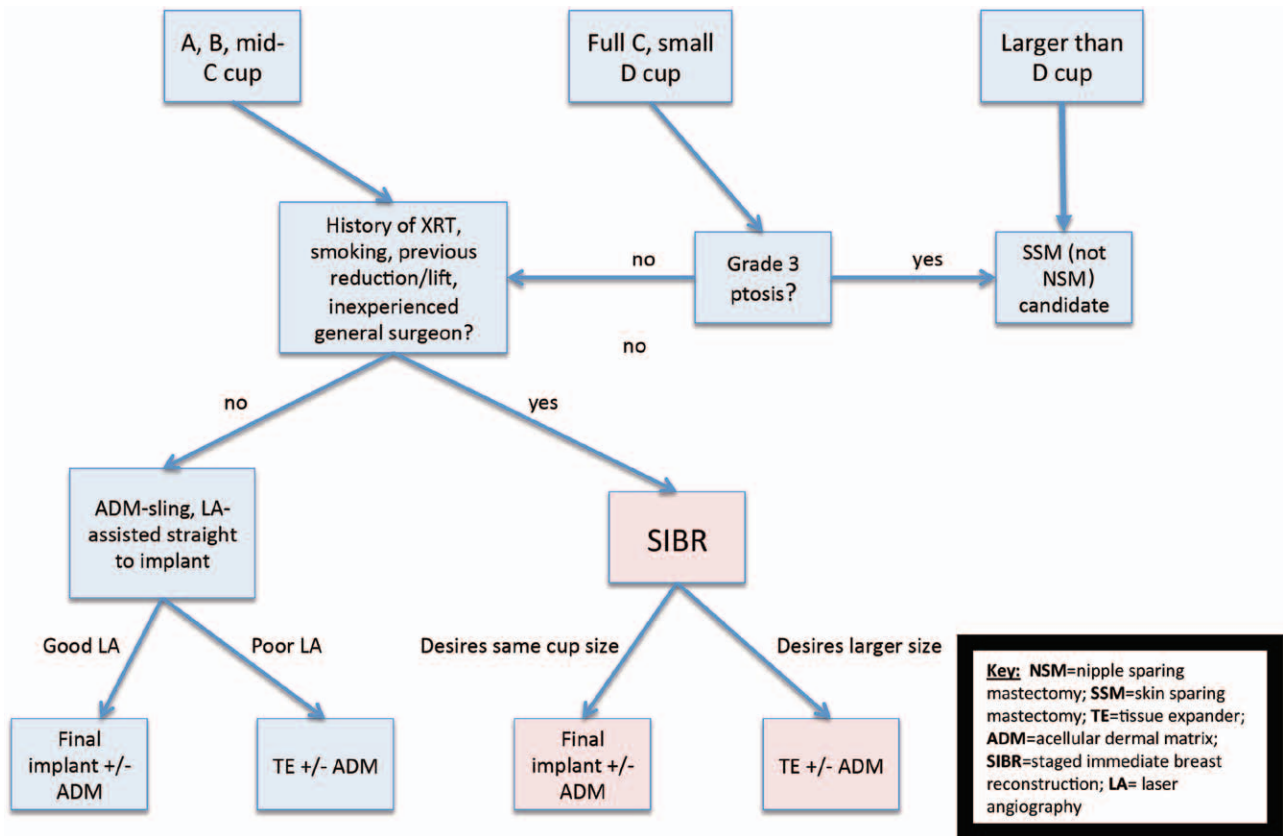 A, B, mid-
C cup
Full C, small
D cup
Larger than
D cup
History of XRT,
smoking, previous
reduction/lift,
inexperienced
general surgeon?
no
Grade 3
ptosis?
yes
SSM (not
NSM)
candidate
no
no
yes
ADM-sling, LA-
assisted straight
to implant
SIBR
Good LA
Poor LA
Desires same cup size
Desires larger size
Final
implant +/-
ADM
TE +/- ADM
Final
implant +/-
ADM
TE +/- ADM
Key: NSM=nipple sparing
mastectomy; SSM=skin sparing
mastectomy; TE=tissue expander;
ADM=acellular dermal matrix;
SIBR=staged immediate breast
reconstruction; LA= laser
angiography